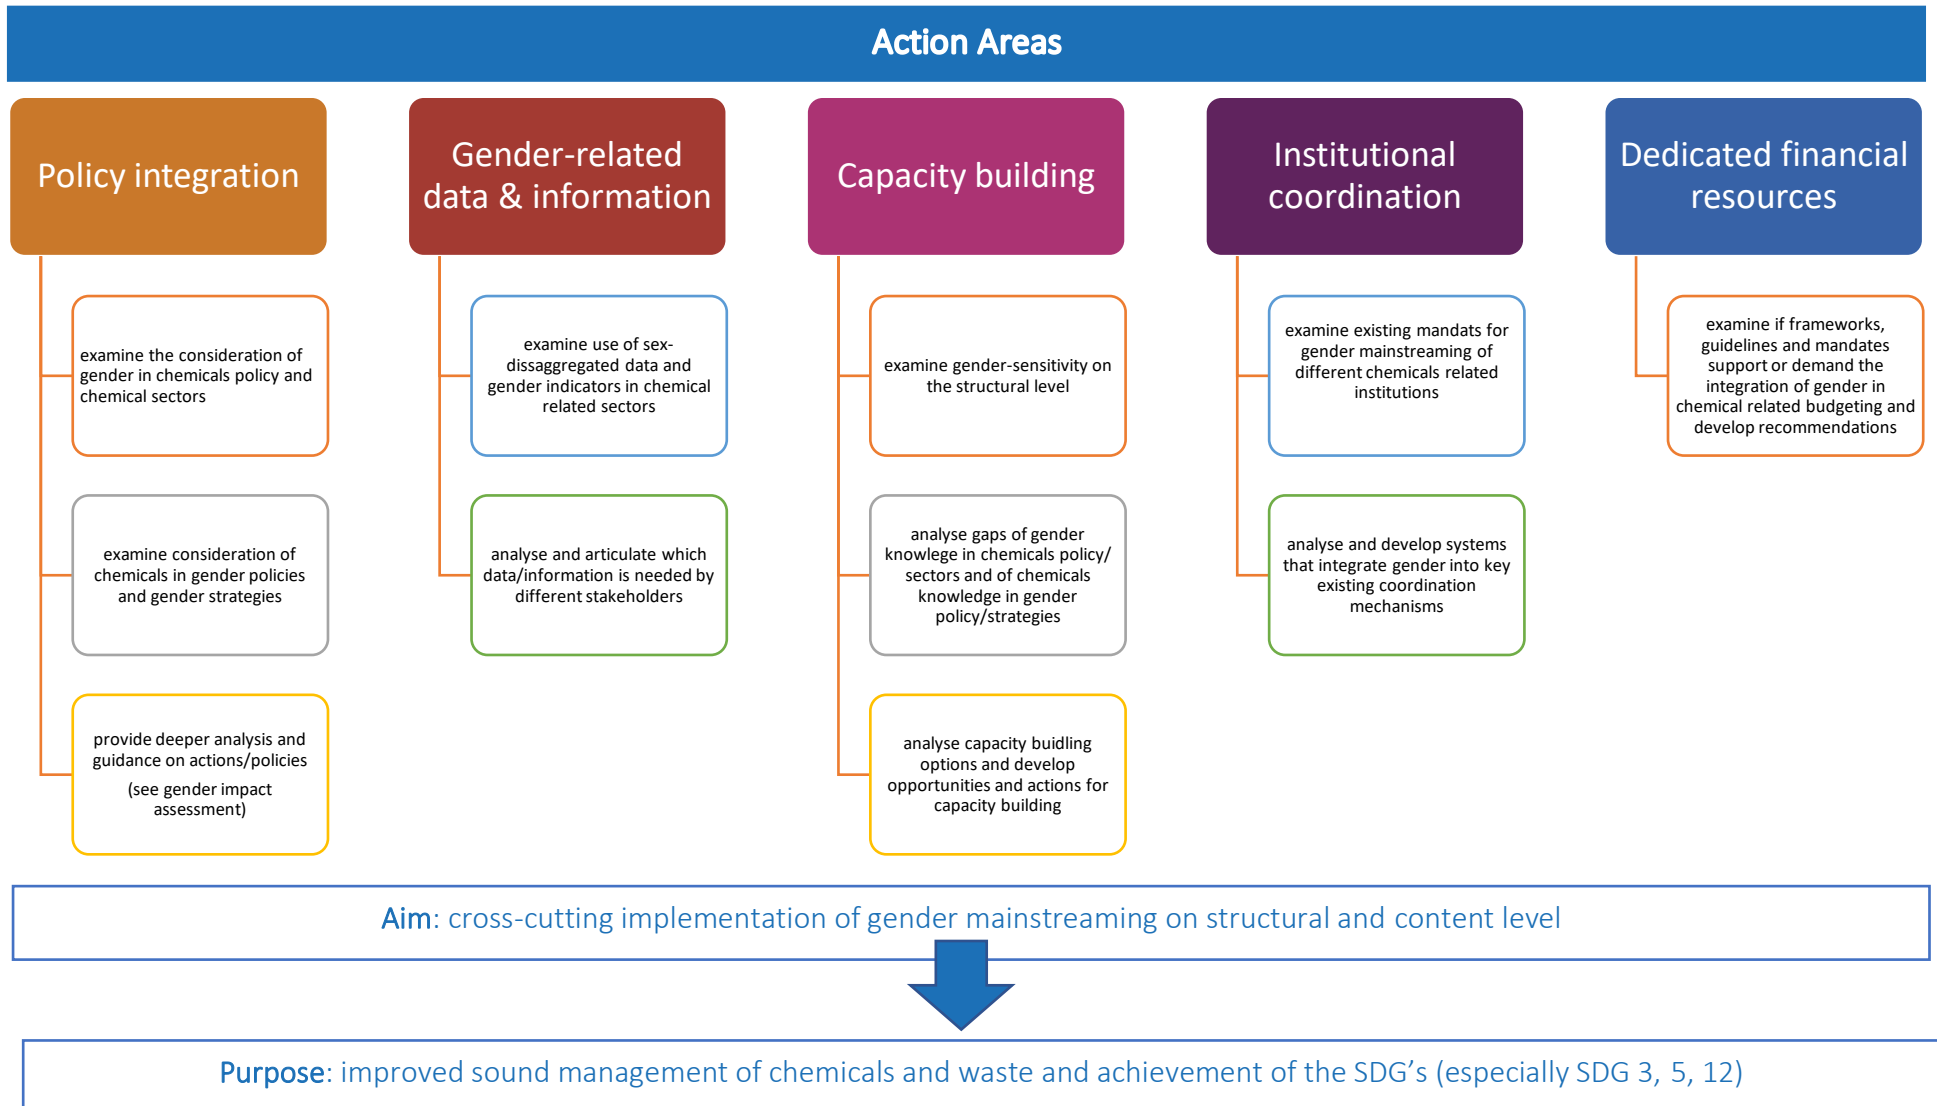 Action Areas
Policy integration
examine the consideration of
gender in chemicals policy and
chemical sectors
examine consideration of
chemicals in gender policies
and gender strategies
provide deeper analysis and
guidance on actions/policies
(see gender impact
assessment)
Gender-related
data & information
examine use of sex-
dissaggregated data and
gender indicators in chemical
related sectors
analyse and articulate which
data/information is needed by
different stakeholders
Capacity building
examine gender-sensitivity on
the structural level
analyse gaps of gender
knowlege in chemicals policy/
sectors and of chemicals
knowledge in gender
policy/strategies
analyse capacity buidling
options and develop
opportunities and actions for
capacity building
Institutional
coordination
examine existing mandats for
gender mainstreaming of
different chemicals related
institutions
analyse and develop systems
that integrate gender into key
existing coordination
mechanisms
Dedicated financial
resources
examine if frameworks,
guidelines and mandates
support or demand the
integration of gender in
chemical related budgeting and
develop recommendations
Aim: cross-cutting implementation of gender mainstreaming on structural and content level
Purpose: improved sound management of chemicals and waste and achievement of the SDG's (especially SDG 3, 5, 12)